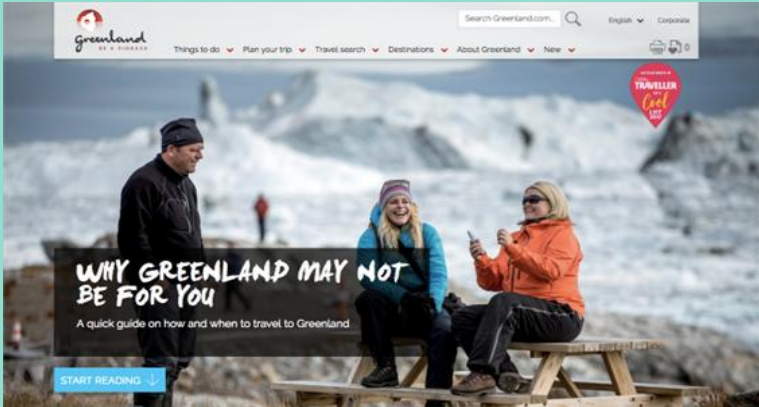 greenland
BE A PIONEER
Search Greenland.com...
English
Corporate
Things to do
Plan your trip
Travel search
Destinations
About Greenland
New
0
TRAVELLER
Cool
LIST
WHY GREENLAND MAY NOT
BE FOR YOU
A quick guide on how and when to travel to Greenland
START READING